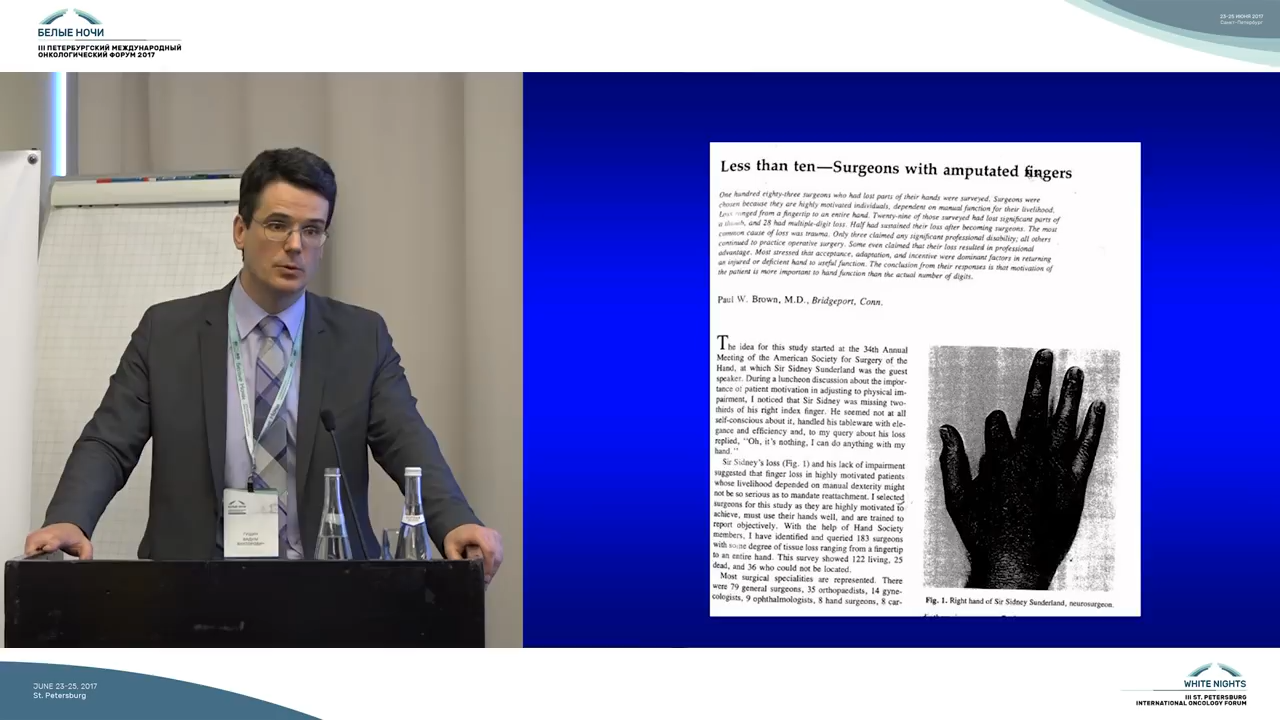 БЕЛЫЕ НОЧИ
III ПЕТЕРБУРГСКИЙ МЕЖДУНАРОДНЫЙ
ОНКОЛОГИЧЕСКИЙ ФОРУМ 2017
23-25 ИЮНЯ 2017
Санкт-Петербург
Less than ten—Surgeons with amputated fingers
One hundred eighty-three surgeons who had lost parts of their hands were surveyed. Surgeons were
chosen because they are highly motivated individuals, dependent on manual function for their livelihood.
Loss ranged from a fingertip to an entire hand. Twenty-nine of those surveyed had lost significant parts of
a thumb, and 28 had multiple-digit loss. Half had sustained their loss after becoming surgeons. The most
common cause of loss was trauma. Only three claimed any significant professional disability; all others
continued to practice operative surgery. Some even claimed that their loss resulted in professional
advantage. Most stressed that acceptance, adaptation, and incentive were dominant factors in returning
an injured or deficient hand to useful function. The conclusion from their responses is that motivation of
the patient is more important to hand function than the actual number of digits.
Paul W. Brown, M.D., Bridgeport, Conn.
The idea for this study started at the 34th Annual
Meeting of the American Society for Surgery of the
Hand, at which Sir Sidney Sunderland was the guest
speaker. During a luncheon discussion about the impor-
tance of patient motivation in adjusting to physical im-
pairment, I noticed that Sir Sidney was missing two-
thirds of his right index finger. He seemed not at all
self-conscious about it, handled his tableware with ele-
gance and efficiency and, to my query about his loss
replied, "Oh, it's nothing, I can do anything with my
hand."
Sir Sidney's loss (Fig. 1) and his lack of impairment
suggested that finger loss in highly motivated patients
whose livelihood depended on manual dexterity might
not be so serious as to mandate reattachment. I selected
surgeons for this study as they are highly motivated to
achieve, must use their hands well, and are trained to
report objectively. With the help of Hand Society
members, I have identified and queried 183 surgeons
with some degree of tissue loss ranging from a fingertip
to an entire hand. This survey showed 122 living, 25
dead, and 36 who could not be located.
Most surgical specialities are represented. There
were 79 general surgeons, 35 orthopaedists, 14 gyne-
cologists, 9 ophthalmologists, 8 hand surgeons, 8 car-
Fig. 1. Right hand of Sir Sidney Sunderland, neurosurgeon.
JUNE 23-25, 2017
St. Petersburg
WHITE NIGHTS
III ST. PETERSBURG
INTERNATIONAL ONCOLOGY FORUM